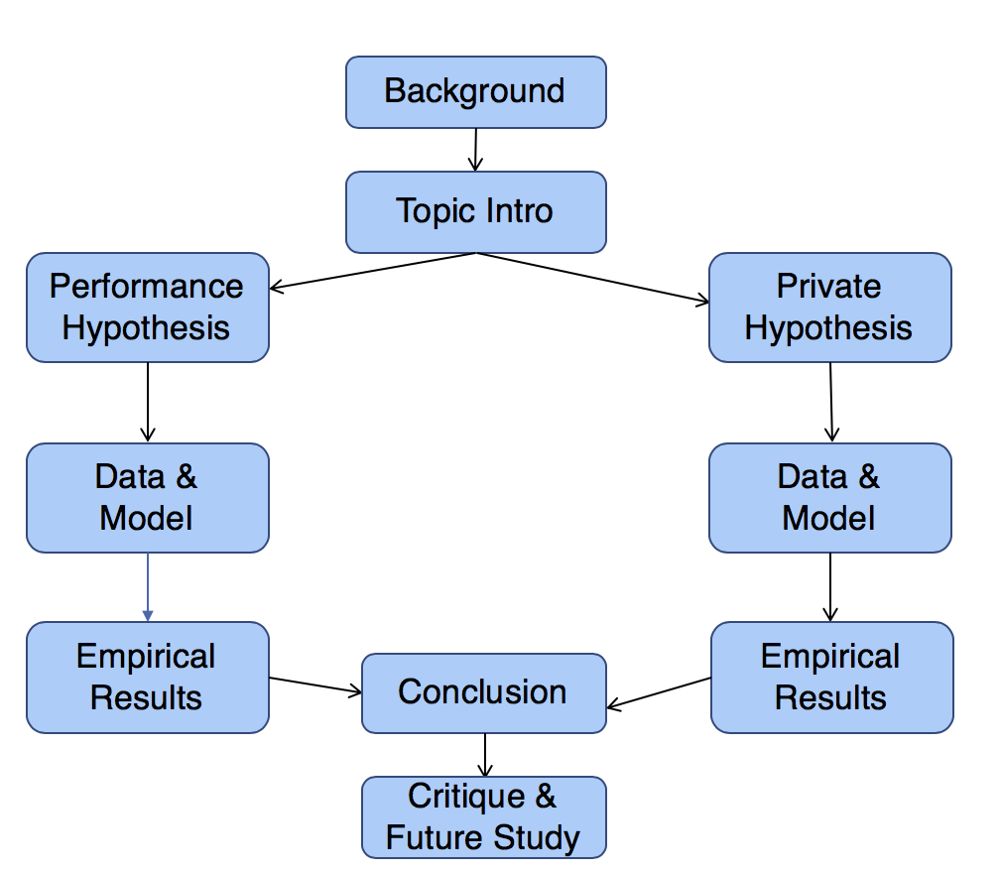 Background
Topic Intro
Performance
Hypothesis
Private
Hypothesis
Data &
Model
Data &
Model
Empirical
Results
Conclusion
Empirical
Results
Critique &
Future Study